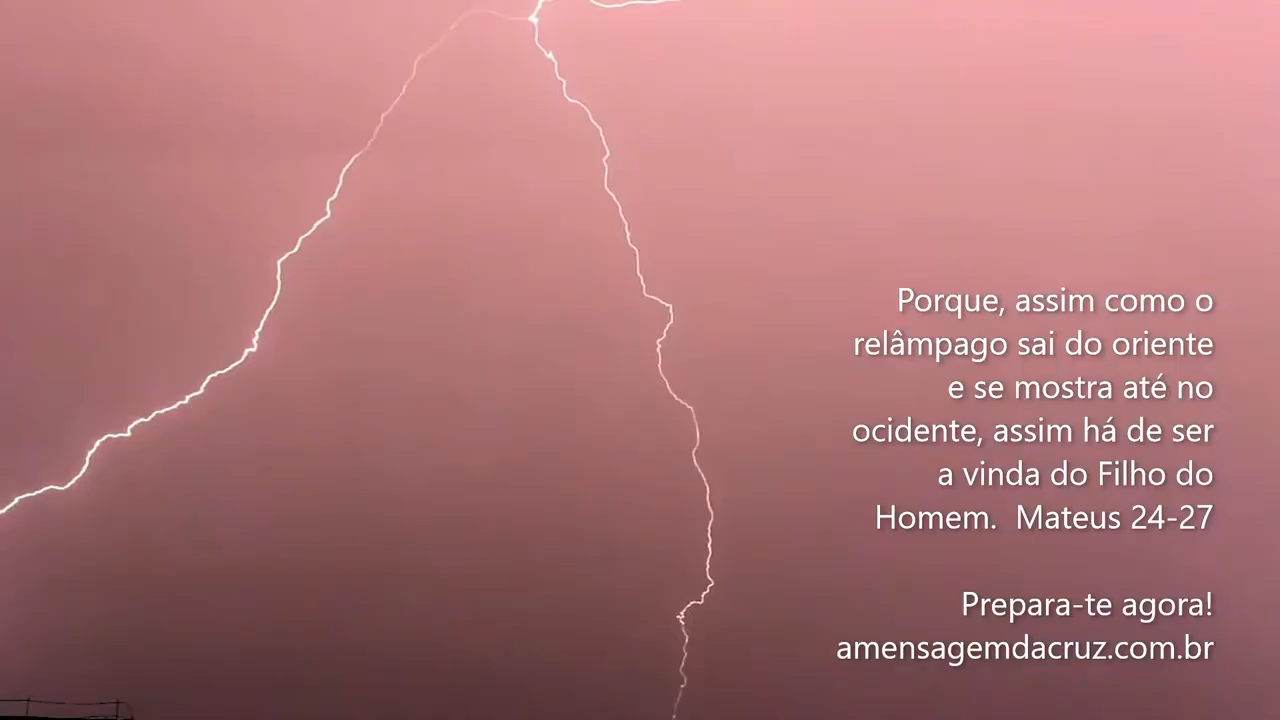 Porque, assim como o
relâmpago sai do oriente
e se mostra até no
ocidente, assim há de ser
a vinda do Filho do
Homem.  Mateus 24-27
Prepara-te agora!
amensagemdacruz.com.br